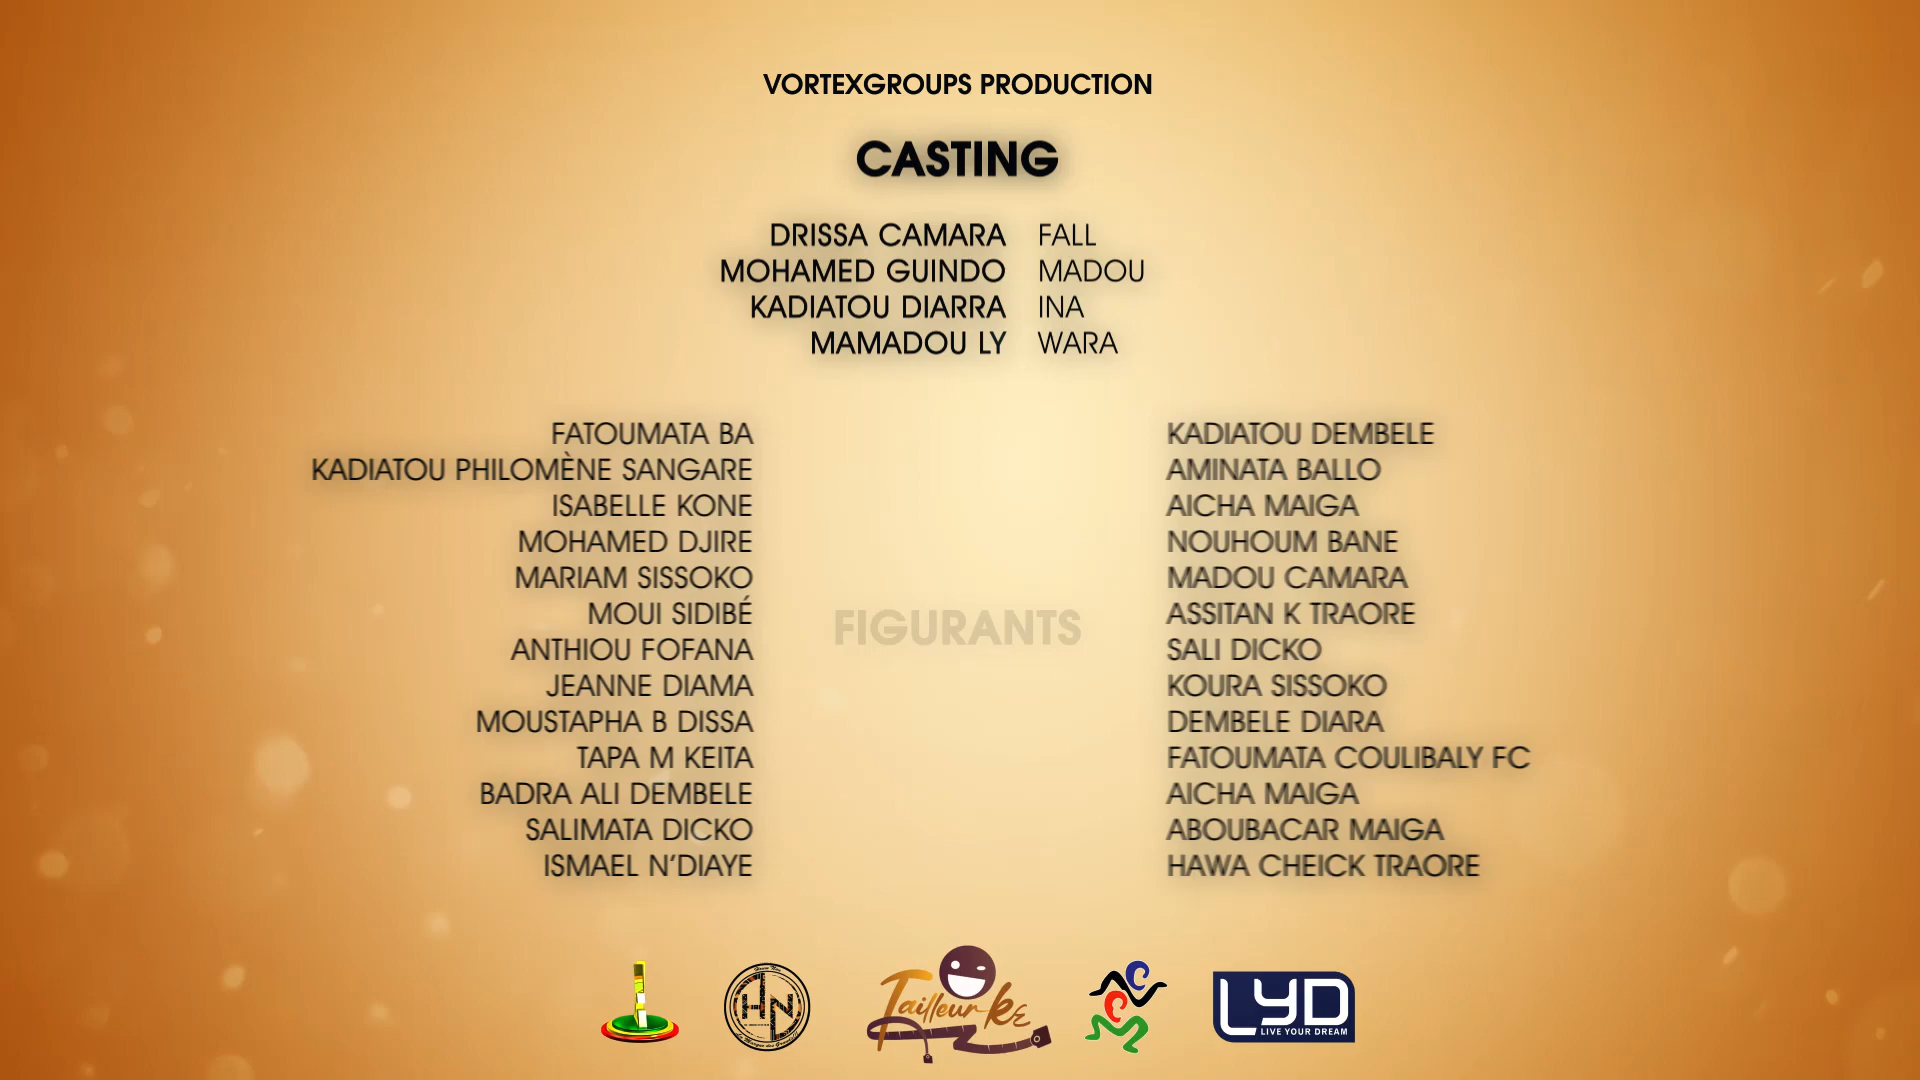 VORTEXGROUPS PRODUCTION
CASTING
DRISSA CAMARA FALL
MOHAMED GUINDO MADOU
KADIATOU DIARRA INA
MAMADOU LY WARA
FATOUMATA BA
KADIATOU PHILOMÈNE SANGARE
ISABELLE KONE
MOHAMED DJIRE
MARIAM SISSOKO
MOUI SIDIBÉ
ANTHIOU FOFANA
JEANNE DIAMA
MOUSTAPHA B DISSA
TAPA M KEITA
BADRA ALI DEMBELE
SALIMATA DICKO
ISMAEL N’DIAYE
FIGURANTS
KADIATOU DEMBELE
AMINATA BALLO
AICHA MAIGA
NOUHOUM BANE
MADOU CAMARA
ASSITAN K TRAORE
SALI DICKO
KOURA SISSOKO
DEMBELE DIARA
FATOUMATA COULIBALY FC
AICHA MAIGA
ABOUBACAR MAIGA
HAWA CHEICK TRAORE
HN
Tailleur kɛ
LYD
LIVE YOUR DREAM